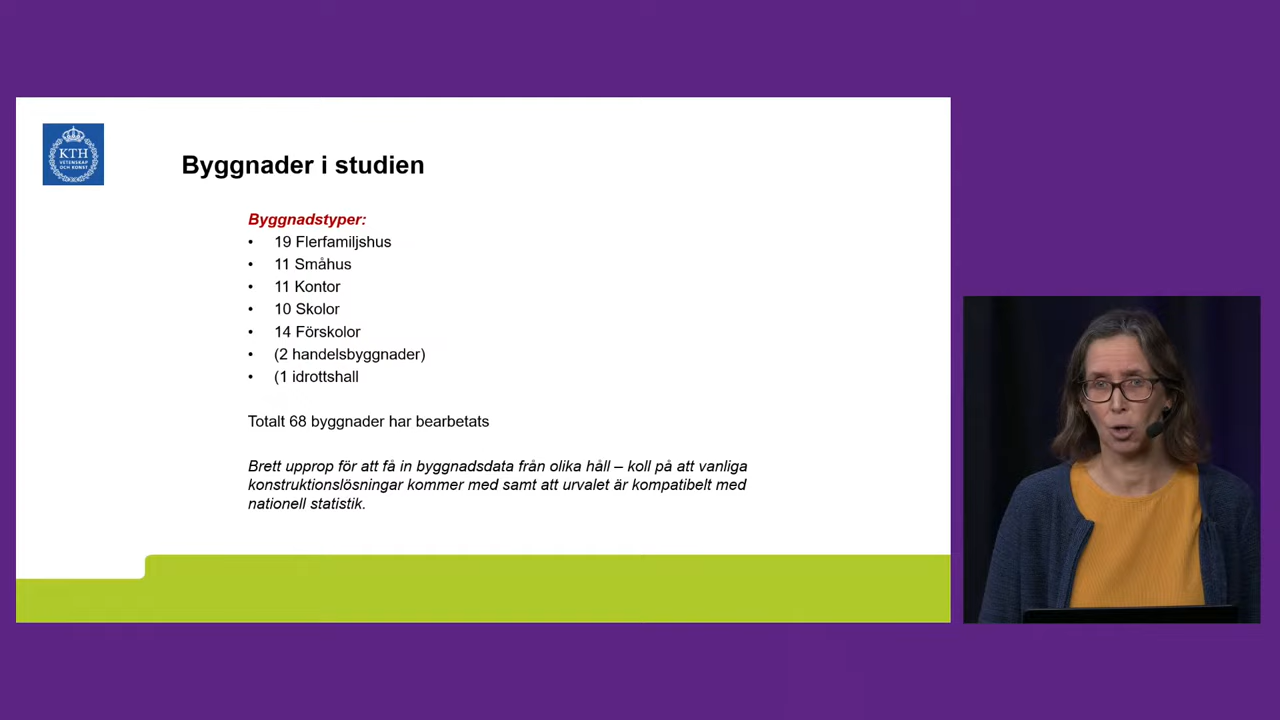 KTH
VETENSKAP
OCH KONST
Byggnader i studien
Byggnadstyper:
• 19 Flerfamiljshus
• 11 Småhus
• 11 Kontor
• 10 Skolor
• 14 Förskolor
• (2 handelsbyggnader)
• (1 idrottshall
Totalt 68 byggnader har bearbetats
Brett upprop för att få in byggnadsdata från olika håll – koll på att vanliga
konstruktionslösningar kommer med samt att urvalet är kompatibelt med
nationell statistik.